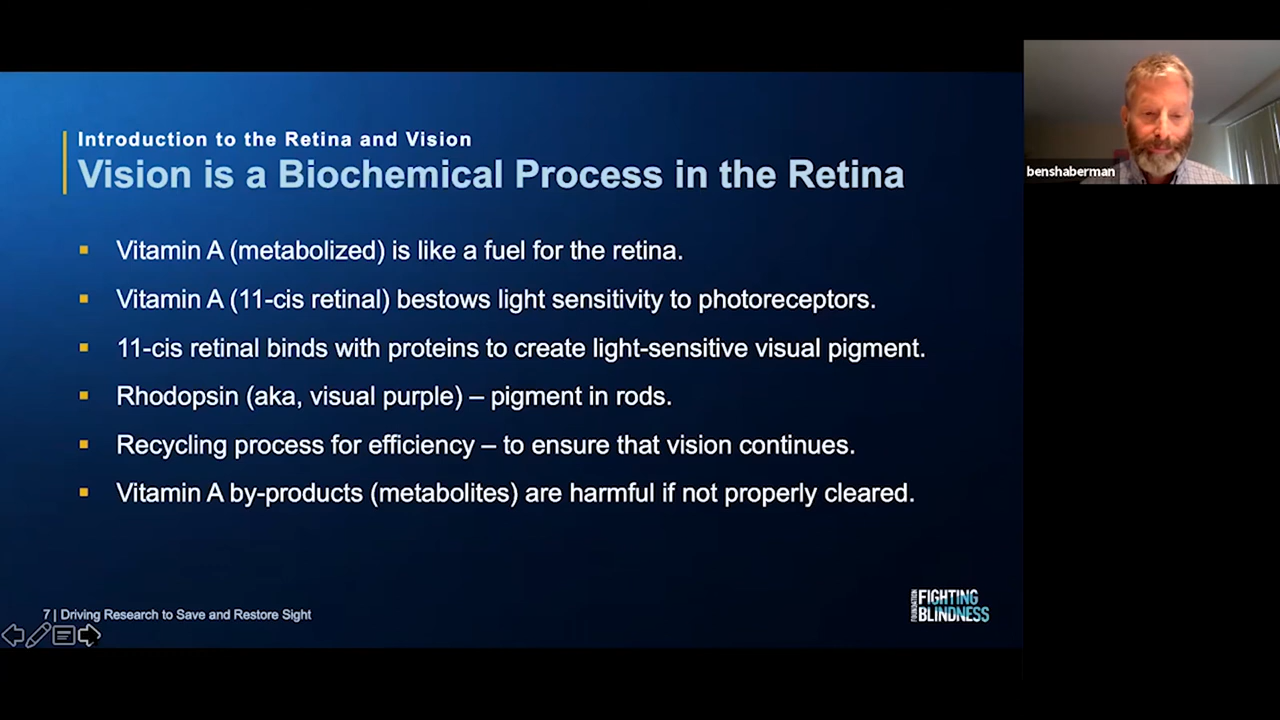 Introduction to the Retina and Vision
Vision is a Biochemical Process in the Retina
Vitamin A (metabolized) is like a fuel for the retina.
Vitamin A (11-cis retinal) bestows light sensitivity to photoreceptors.
11-cis retinal binds with proteins to create light-sensitive visual pigment.
Rhodopsin (aka, visual purple) – pigment in rods.
Recycling process for efficiency – to ensure that vision continues.
Vitamin A by-products (metabolites) are harmful if not properly cleared.
7 | Driving Research to Save and Restore Sight
FOUNDATION
FIGHTING
BLINDNESS
benshaberman